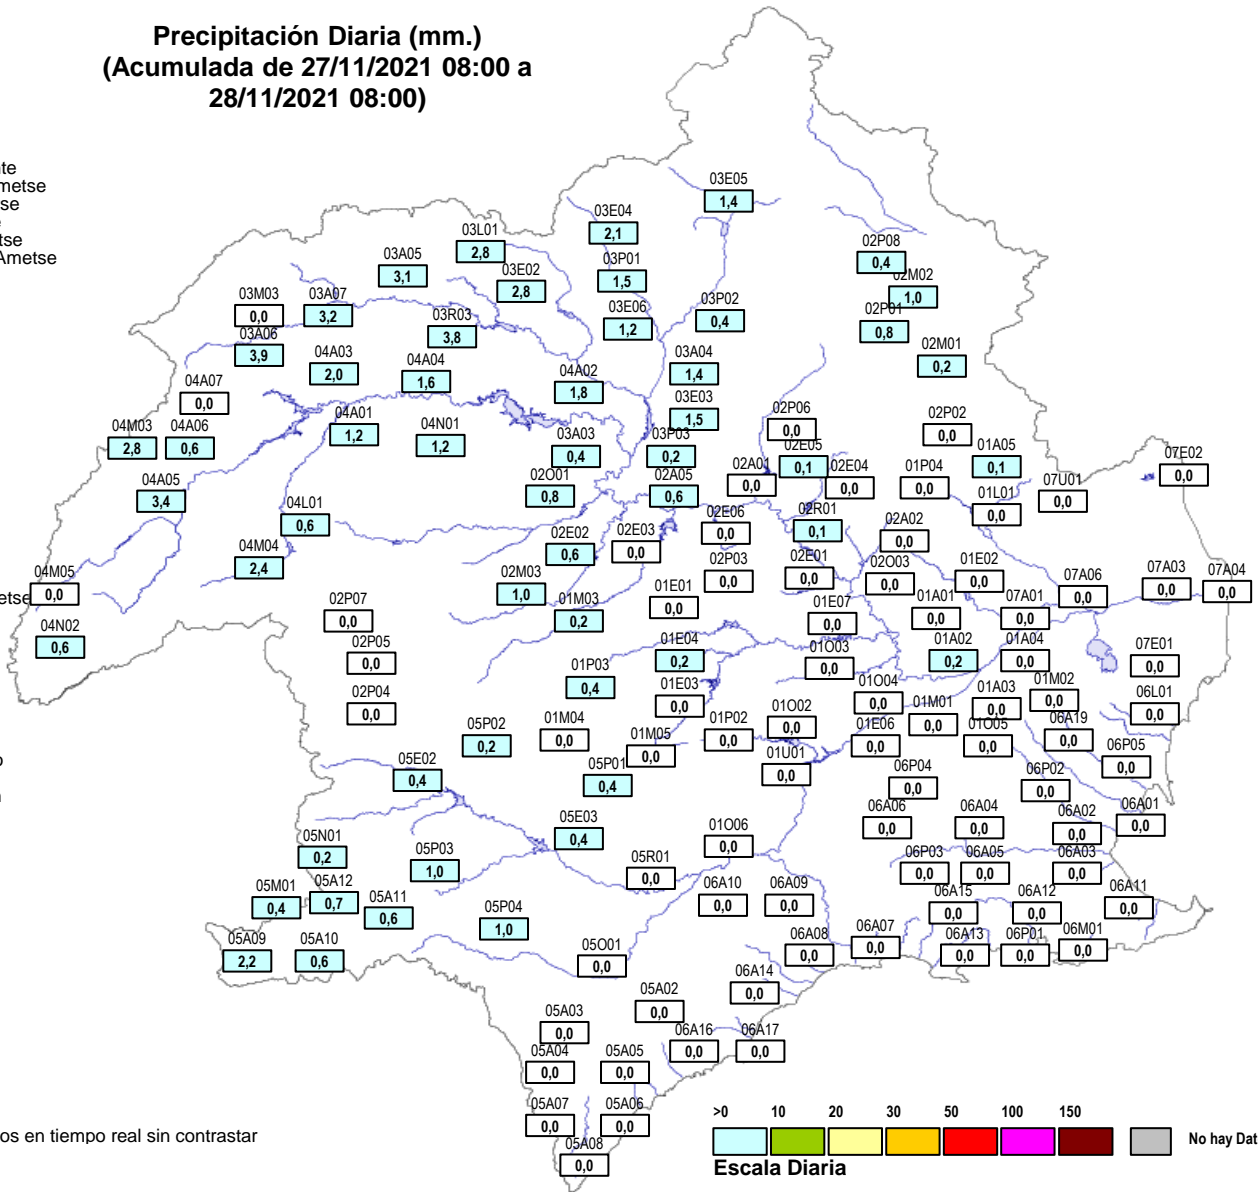 Precipitación Diaria (mm.)
(Acumulada de 27/11/2021 08:00 a
28/11/2021 08:00)
03E05
1,4
03E04
2,1
03L01
2,8
03A05
3,1
03P01
1,5
03E02
2,8
02P08
0,4
02M02
1,0
03M03
0,0
03A07
3,2
03P02
0,4
03E06
1,2
02P01
0,8
03R03
3,8
03A06
3,9
02M01
0,2
04A03
2,0
04A04
1,6
03A04
1,4
04A02
1,8
04A07
0,0
03E03
1,5
02P06
0,0
02P02
0,0
04M03
2,8
04A06
0,6
04A01
1,2
04N01
1,2
03A03
0,4
03P03
0,2
02E05
0,1
01A05
0,1
07E02
0,0
04A05
3,4
02O01
0,8
02A05
0,6
02A01
0,0
02E04
0,0
01P04
0,0
07U01
0,0
01L01
0,0
04L01
0,6
02E06
0,0
02R01
0,1
02A02
0,0
02E02
0,6
02E03
0,0
04M04
2,4
02P03
0,0
02E01
0,0
02O03
0,0
01E02
0,0
07A03
0,0
07A04
0,0
04M05
0,0
etse
02M03
1,0
01M03
0,2
01E01
0,0
07A06
0,0
02P07
0,0
01E07
0,0
01A01
0,0
07A01
0,0
04N02
0,6
02P05
0,0
01E04
0,2
01O03
0,0
01A02
0,2
01A04
0,0
07E01
0,0
01P03
0,4
01E03
0,0
01O04
0,0
01A03
0,0
01M02
0,0
06L01
0,0
02P04
0,0
01M01
0,0
05P02
0,2
01M04
0,0
01M05
0,0
01P02
0,0
01O02
0,0
01E06
0,0
01O05
0,0
06A19
0,0
06P05
0,0
05E02
0,4
05P01
0,4
01U01
0,0
06P04
0,0
06P02
0,0
05E03
0,4
01O06
0,0
06A06
0,0
06A04
0,0
06A02
0,0
06A01
0,0
05N01
0,2
05P03
1,0
05R01
0,0
06P03
0,0
06A05
0,0
06A03
0,0
05M01
0,4
05A12
0,7
05A11
0,6
06A10
0,0
06A09
0,0
06A15
0,0
06A12
0,0
06A11
0,0
05P04
1,0
05A09
2,2
05A10
0,6
05O01
0,0
06A08
0,0
06A07
0,0
06A13
0,0
06P01
0,0
06M01
0,0
06A14
0,0
05A02
0,0
05A03
0,0
06A16
0,0
06A17
0,0
05A04
0,0
05A05
0,0
05A07
0,0
05A06
0,0
05A08
0,0
os en tiempo real sin contrastar
>0 10 20 30 50 100 150
No hay Dat
Escala Diaria